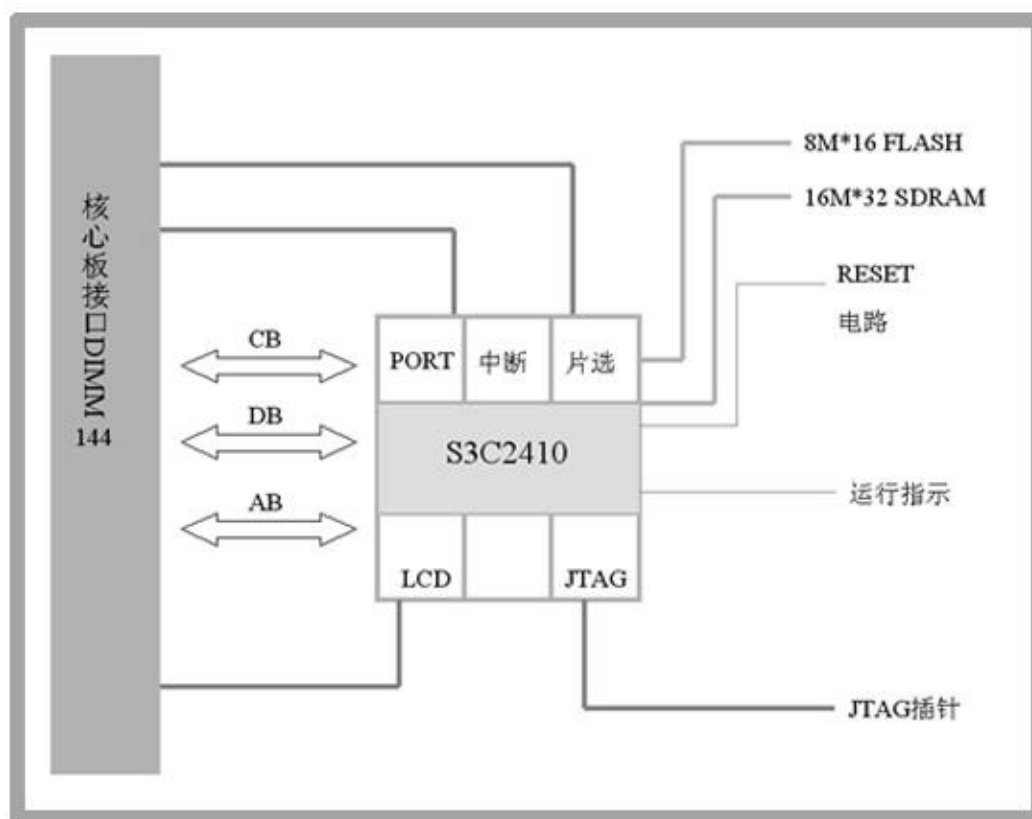 核心板接口DIMM
144
CB
DB
AB
PORT
中断
片选
S3C2410
LCD
JTAG
8M*16 FLASH
16M*32 SDRAM
RESET
电路
运行指示
JTAG插针